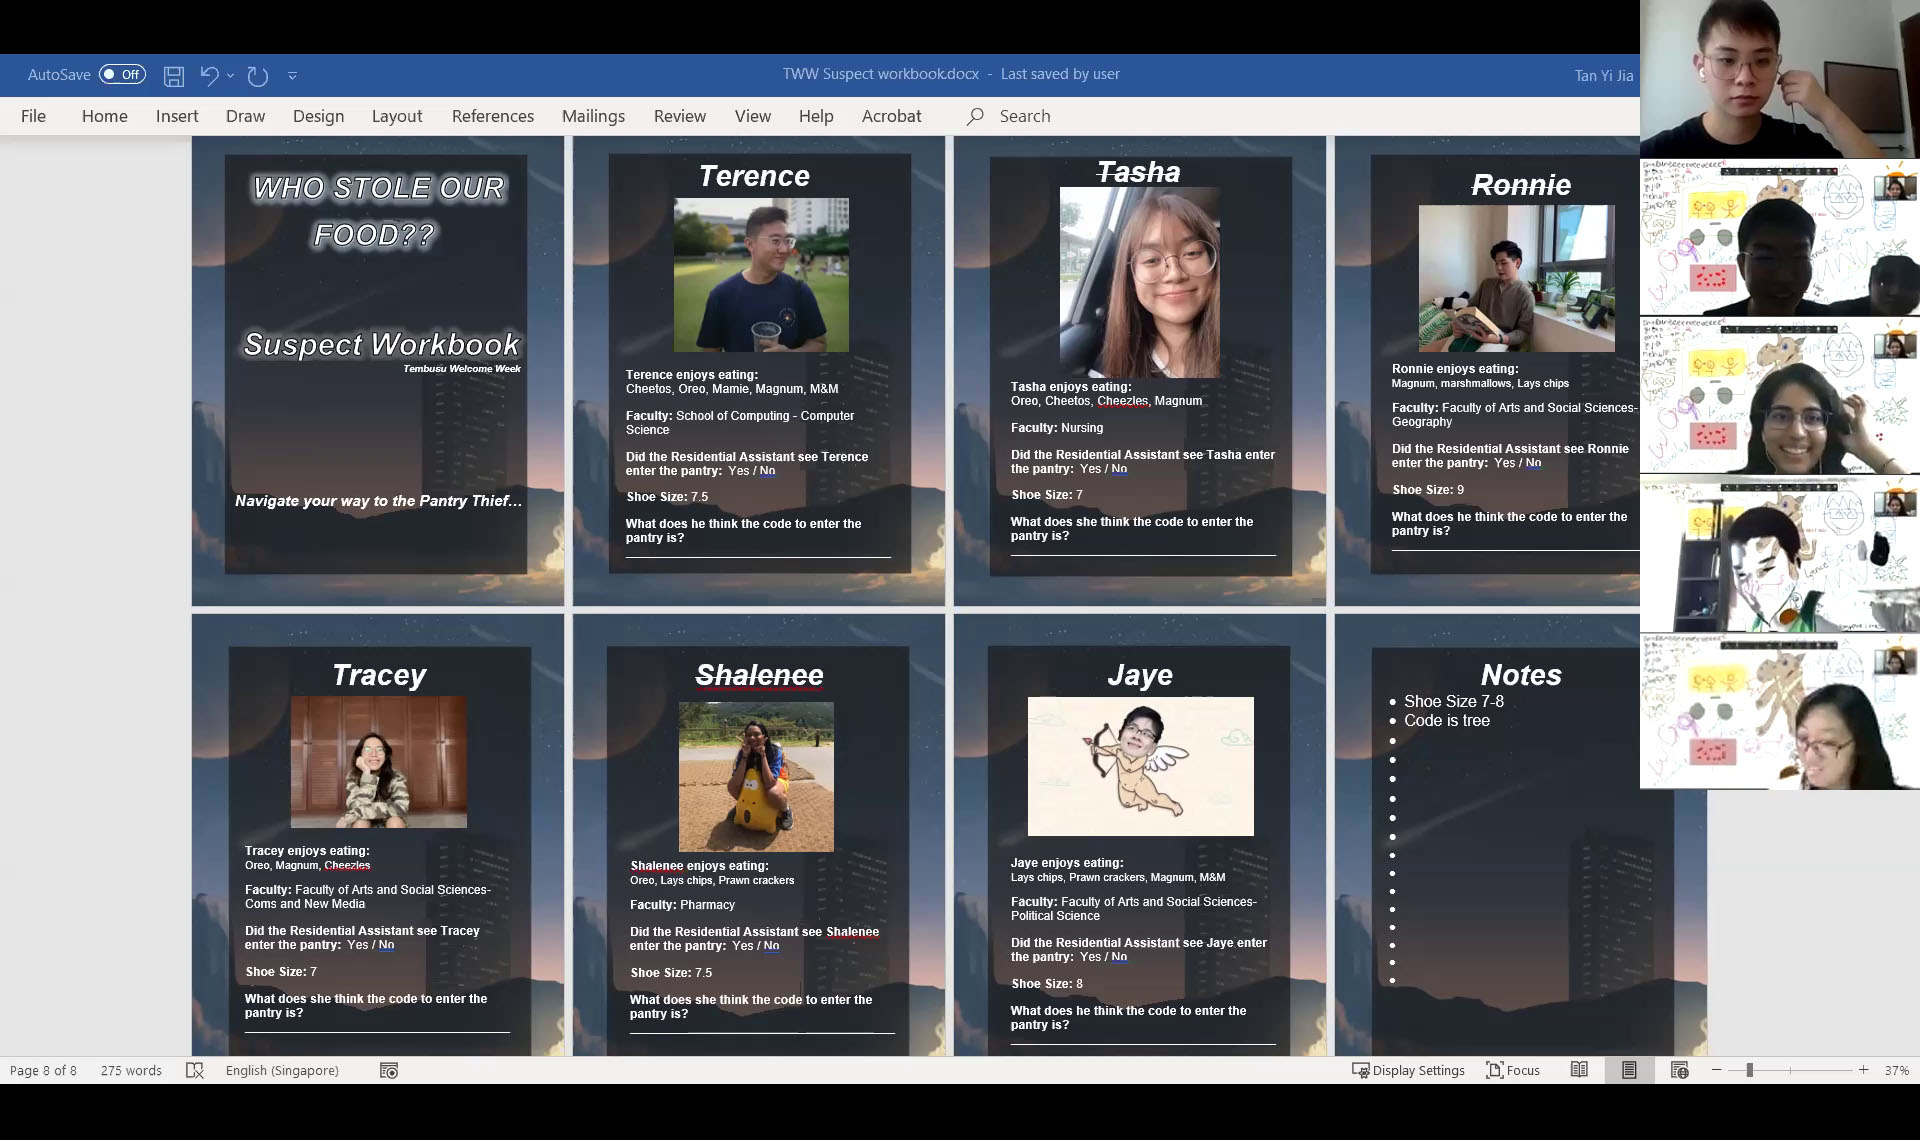 AutoSave Off
TWW Suspect workbook.docx - Last saved by user
Tan Yi Jia
File Home Insert Draw Design Layout References Mailings Review View Help Acrobat Search
WHO STOLE OUR
FOOD??
Suspect Workbook
Tembusu Welcome Week
Navigate your way to the Pantry Thief...
Terence
Terence enjoys eating:
Cheetos, Oreo, Mamie, Magnum, M&M
Faculty: School of Computing - Computer
Science
Did the Residential Assistant see Terence
enter the pantry: Yes / No
Shoe Size: 7.5
What does he think the code to enter the
pantry is?
Tasha
Tasha enjoys eating:
Oreo, Cheetos, Cheezles, Magnum
Faculty: Nursing
Did the Residential Assistant see Tasha enter
the pantry: Yes / No
Shoe Size: 7
What does she think the code to enter the
pantry is?
Ronnie
Ronnie enjoys eating:
Magnum, marshmallows, Lays chips
Faculty: Faculty of Arts and Social Sciences-
Geography
Did the Residential Assistant see Ronnie
enter the pantry: Yes / No
Shoe Size: 9
What does he think the code to enter the
pantry is?
Tracey
Tracey enjoys eating:
Oreo, Magnum, Cheezles
Faculty: Faculty of Arts and Social Sciences-
Coms and New Media
Did the Residential Assistant see Tracey
enter the pantry: Yes / No
Shoe Size: 7
What does she think the code to enter the
pantry is?
Shalenee
Shalenee enjoys eating:
Oreo, Lays chips, Prawn crackers
Faculty: Pharmacy
Did the Residential Assistant see Shalenee
enter the pantry: Yes / No
Shoe Size: 7.5
What does she think the code to enter the
pantry is?
Jaye
Jaye enjoys eating:
Lays chips, Prawn crackers, Magnum, M&M
Faculty: Faculty of Arts and Social Sciences-
Political Science
Did the Residential Assistant see Jaye enter
the pantry: Yes / No
Shoe Size: 8
What does he think the code to enter the
pantry is?
Notes
• Shoe Size 7-8
• Code is tree
Page 8 of 8 275 words English (Singapore) Display Settings Focus 37%